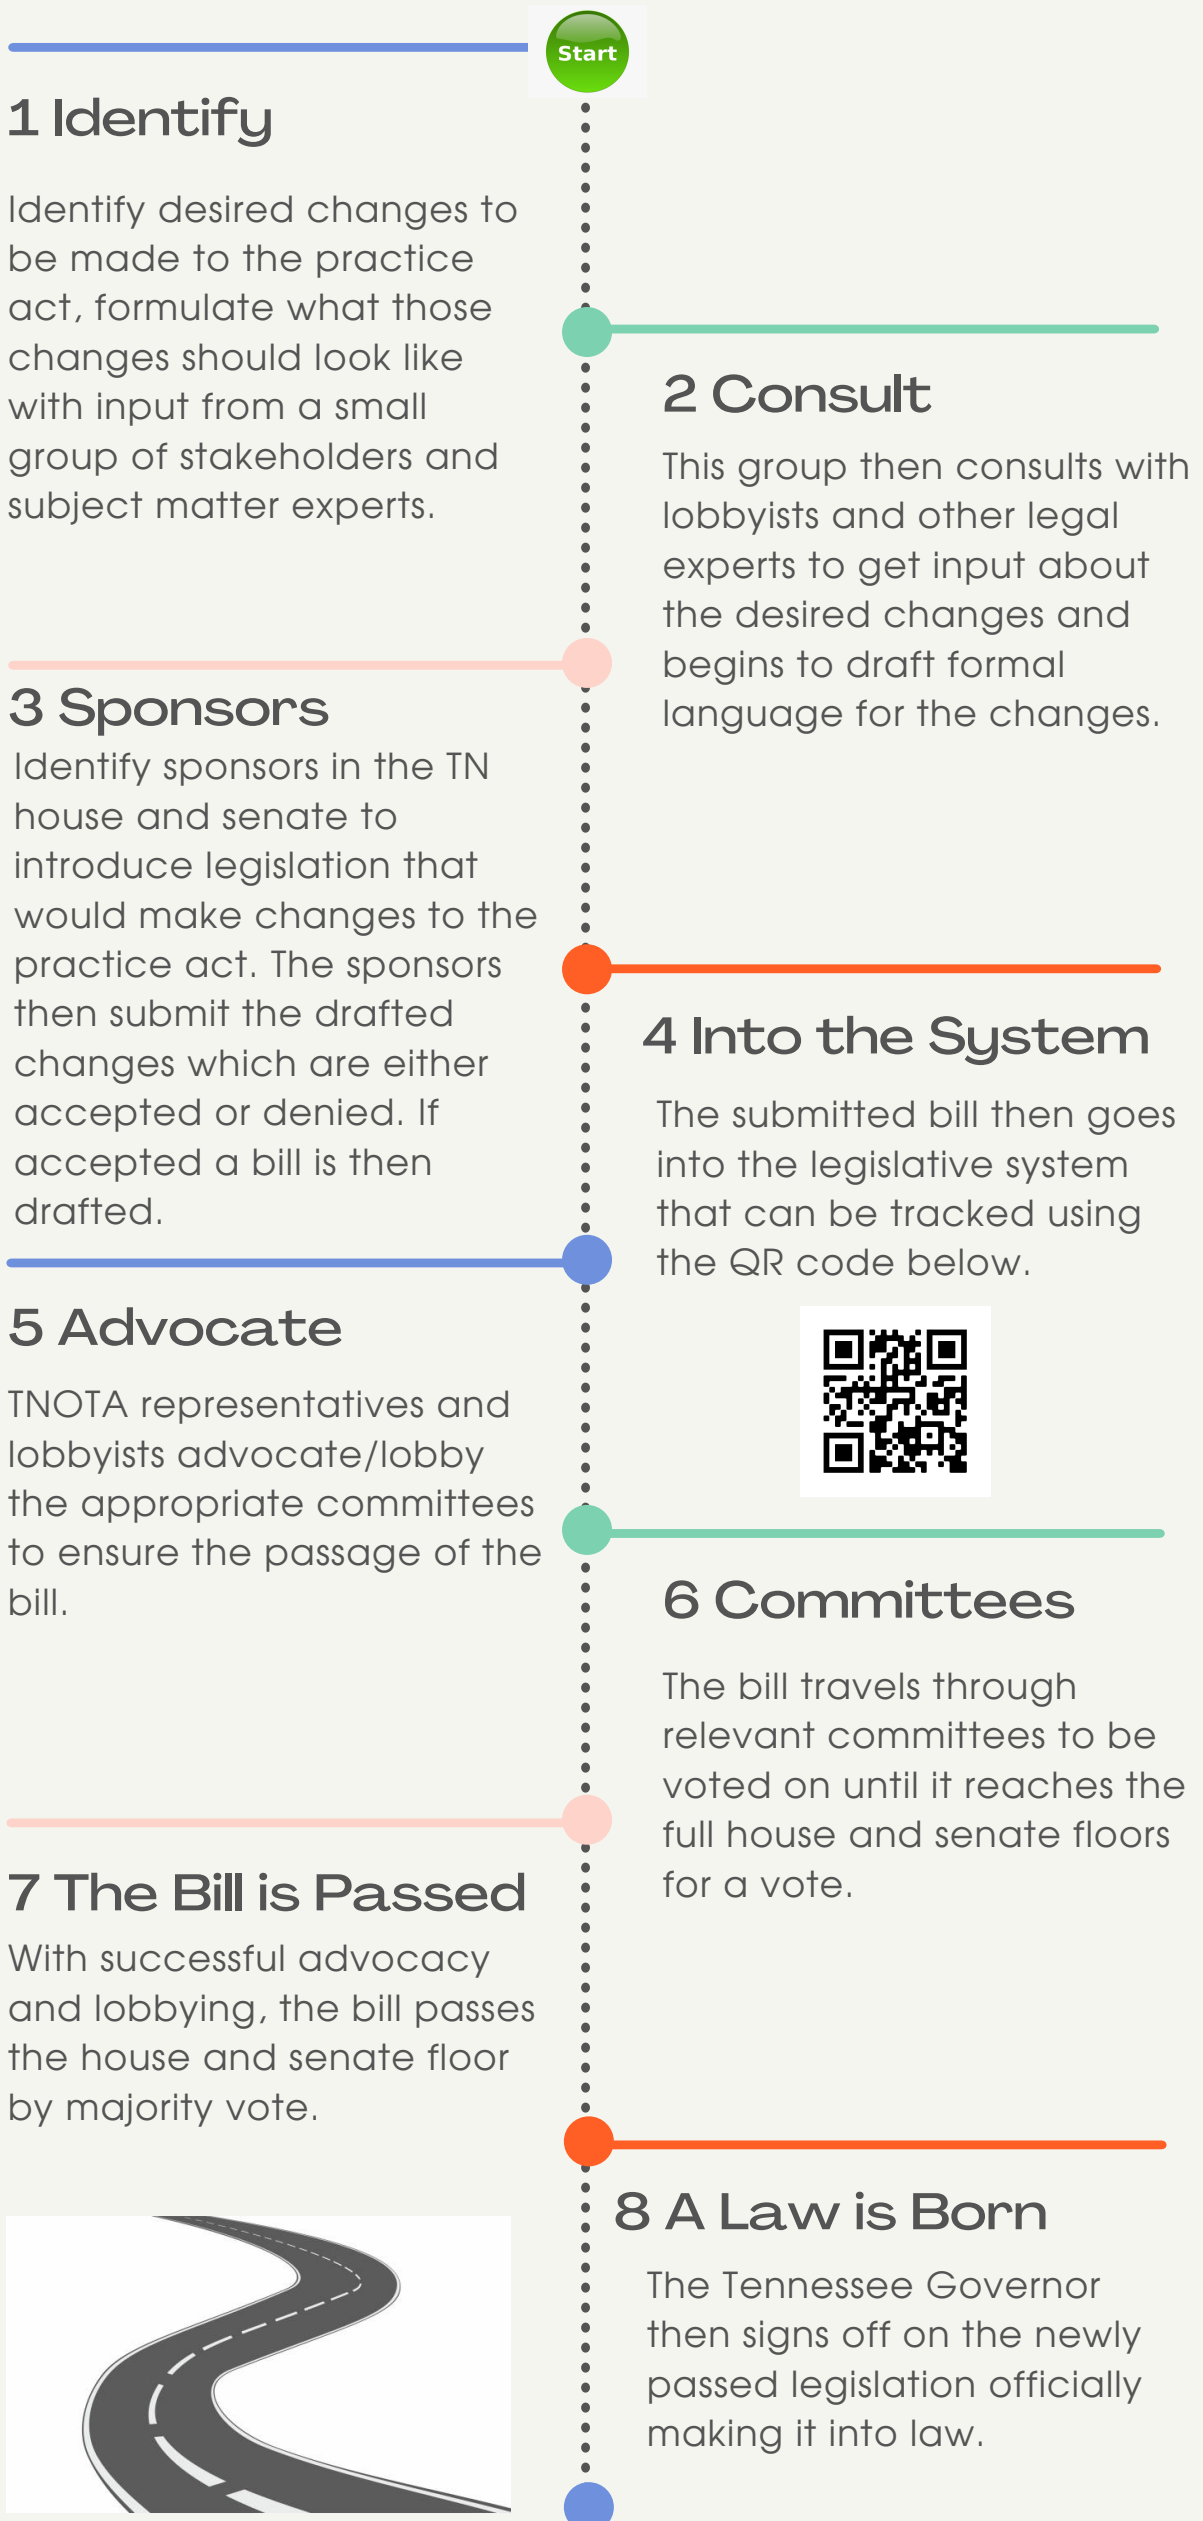 Start
1 Identify
Identify desired changes to
be made to the practice
act, formulate what those
changes should look like
with input from a small
group of stakeholders and
subject matter experts.
2 Consult
This group then consults with
lobbyists and other legal
experts to get input about
the desired changes and
begins to draft formal
language for the changes.
3 Sponsors
Identify sponsors in the TN
house and senate to
introduce legislation that
would make changes to the
practice act. The sponsors
then submit the drafted
changes which are either
accepted or denied. If
accepted a bill is then
drafted.
4 Into the System
The submitted bill then goes
into the legislative system
that can be tracked using
the QR code below.
5 Advocate
TNOTA representatives and
lobbyists advocate/lobby
the appropriate committees
to ensure the passage of the
bill.
6 Committees
The bill travels through
relevant committees to be
voted on until it reaches the
full house and senate floors
for a vote.
7 The Bill is Passed
With successful advocacy
and lobbying, the bill passes
the house and senate floor
by majority vote.
8 A Law is Born
The Tennessee Governor
then signs off on the newly
passed legislation officially
making it into law.